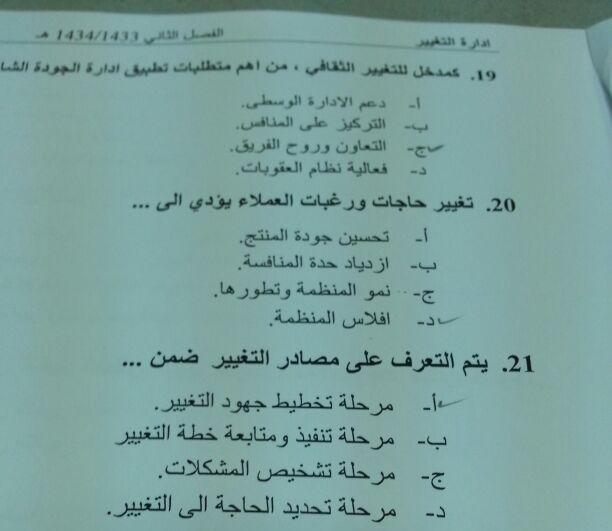 ادارة التغيير
الفصل الثاني 1434/1433 هـ
19. كمدخل للتغيير الثقافي ، من اهم متطلبات تطبيق ادارة الجودة
أ- دعم الادارة الوسطى.
ب- التركيز على المنافس.
ج- التعاون وروح الفريق.
د- فعالية نظام العقوبات.
20. تغيير حاجات ورغبات العملاء يؤدي الى ...
أ- تحسين جودة المنتج.
ب- ازدياد حدة المنافسة.
ج- نمو المنظمة وتطورها.
د- افلاس المنظمة.
21. يتم التعرف على مصادر التغيير ضمن ...
أ- مرحلة تخطيط جهود التغيير.
ب- مرحلة تنفيذ ومتابعة خطة التغيير
ج- مرحلة تشخيص المشكلات.
د- مرحلة تحديد الحاجة الى التغيير.